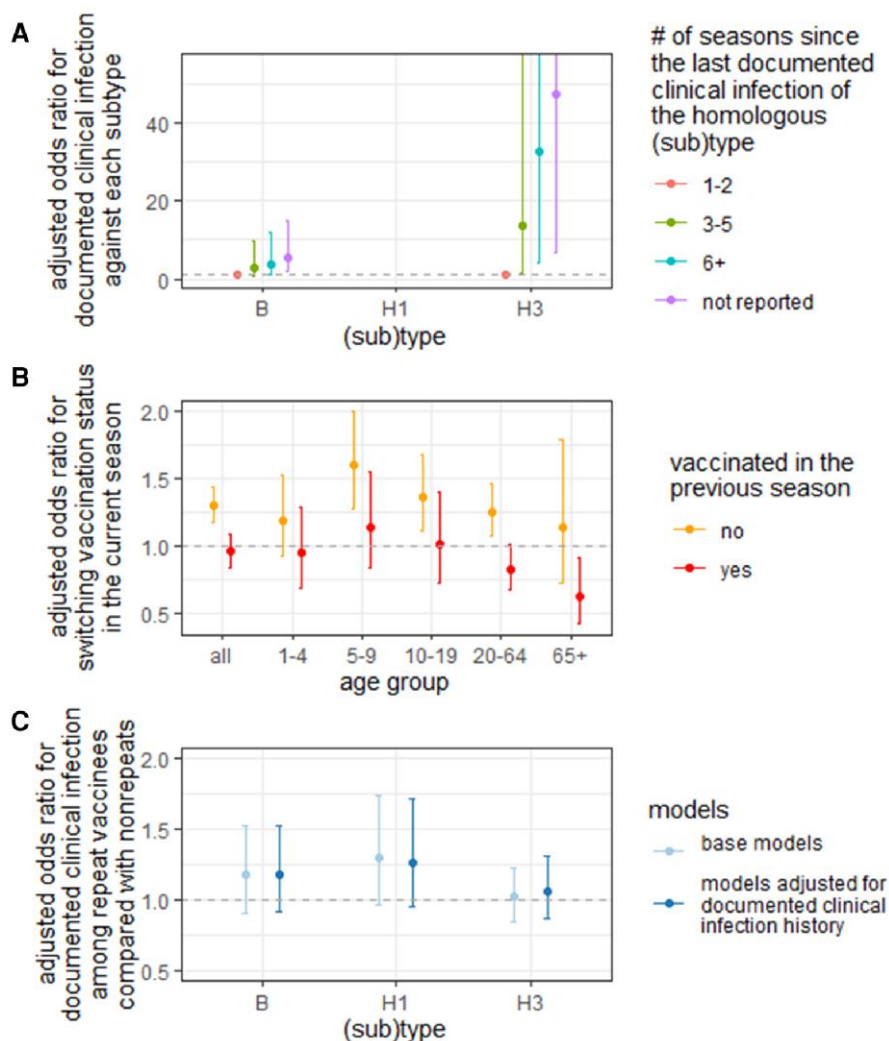 A
adjusted odds ratio for
documented clinical infection
against each subtype
40
20
0
B
H1
H3
(sub)type
# of seasons since
the last documented
clinical infection of
the homologous
(sub)type
1-2
3-5
6+
not reported
B
adjusted odds ratio for
switching vaccination status
in the current season
2.0
1.5
1.0
0.5
all
1-4
5-9
10-19
20-64
65+
age group
vaccinated in the
previous season
no
yes
C
adjusted odds ratio for
documented clinical infection
among repeat vaccinees
compared with nonrepeats
2.0
1.5
1.0
0.5
B
H1
H3
(sub)type
models
base models
models adjusted for
documented clinical
infection history